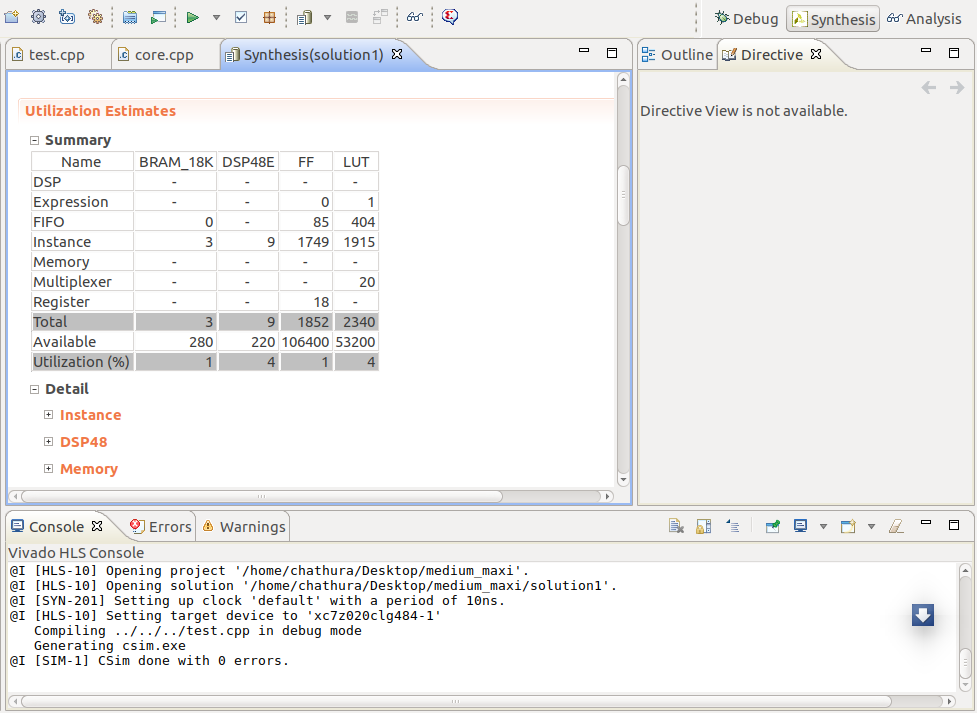 Debug Synthesis Analysis
test.cpp core.cpp Synthesis(solution1)
Outline Directive
Directive View is not available.
Utilization Estimates
Summary
Name BRAM_18K DSP48E FF LUT
DSP - - - -
Expression - - 0 1
FIFO 0 - 85 404
Instance 3 9 1749 1915
Memory - - - -
Multiplexer - - - 20
Register - - 18 -
Total 3 9 1852 2340
Available 280 220 106400 53200
Utilization (%) 1 4 1 4
Detail
Instance
DSP48
Memory
Console Errors Warnings
Vivado HLS Console
@I [HLS-10] Opening project '/home/chathura/Desktop/medium_maxi'.
@I [HLS-10] Opening solution '/home/chathura/Desktop/medium_maxi/solution1'.
@I [SYN-201] Setting up clock 'default' with a period of 10ns.
@I [HLS-10] Setting target device to 'xc7z020clg484-1'
Compiling ../../../test.cpp in debug mode
Generating csim.exe
@I [SIM-1] CSim done with 0 errors.